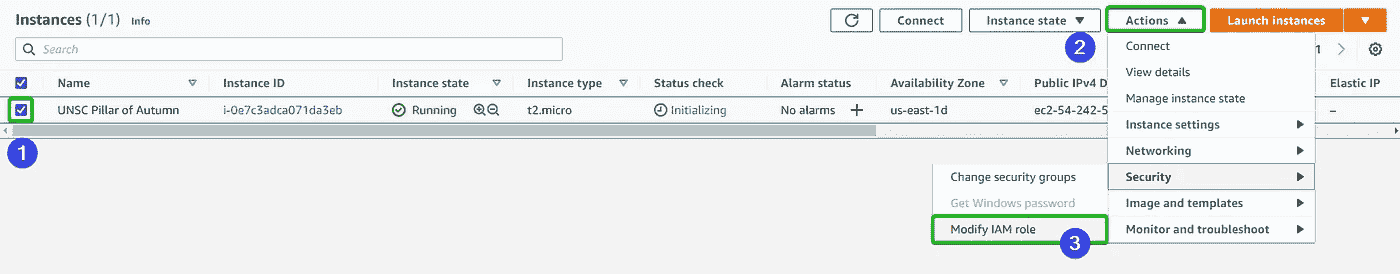 Instances (1/1) Info
Connect Instance state Actions Launch instances
Search
2
1
Connect
View details
Manage instance state
Instance settings
Networking
Security
Image and templates
Monitor and troubleshoot
Name Instance ID Instance state Instance type Status check Alarm status Availability Zone Public IPv4 D Elastic IP
UNSC Pillar of Autumn i-0e7c3adca071da3eb Running t2.micro Initializing No alarms us-east-1d ec2-54-242-5 –
1
Change security groups
Get Windows password
Modify IAM role
3